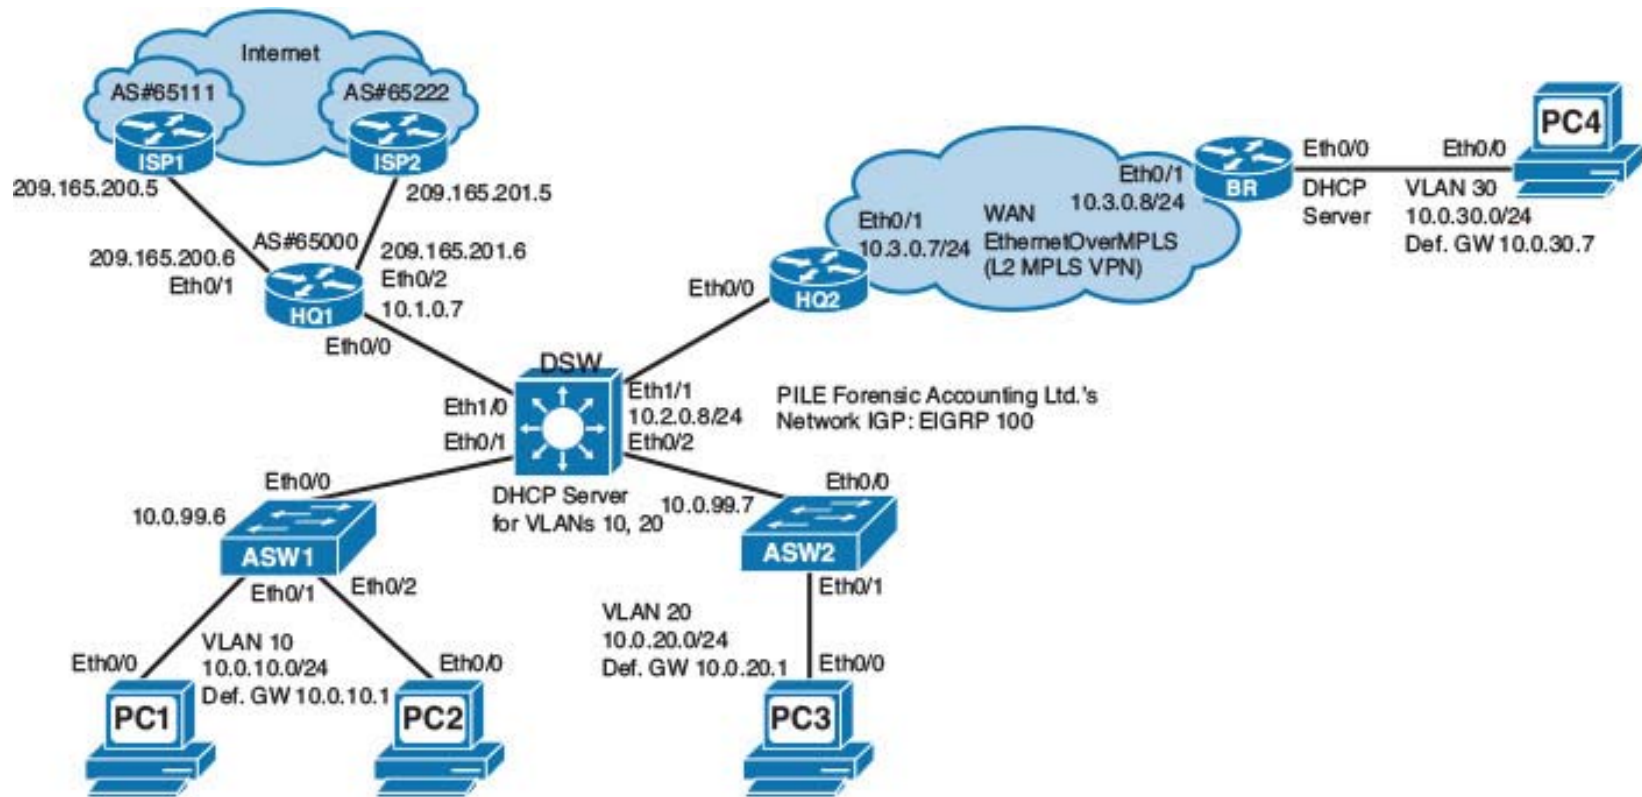 Internet
AS#65111
AS#65222
ISP1
ISP2
209.165.200.5
209.165.201.5
AS#65000
209.165.200.6
Eth0/1
209.165.201.6
Eth0/2
10.1.0.7
HQ1
Eth0/0
Eth0/0
HQ2
Eth0/1
10.3.0.7/24
WAN
EthernetOverMPLS
(L2 MPLS VPN)
Eth0/1
10.3.0.8/24
BR
Eth0/0
DHCP
Server
Eth0/0
VLAN 30
10.0.30.0/24
Def. GW 10.0.30.7
PC4
DSW
Eth1/0
Eth0/1
Eth1/1
10.2.0.8/24
Eth0/2
PILE Forensic Accounting Ltd.'s
Network IGP: EIGRP 100
DHCP Server
for VLANs 10, 20
Eth0/0
10.0.99.6
ASW1
Eth0/1
Eth0/2
10.0.99.7
Eth0/0
ASW2
Eth0/1
Eth0/0
VLAN 10
10.0.10.0/24
Def. GW 10.0.10.1
Eth0/0
PC1
PC2
VLAN 20
10.0.20.0/24
Def. GW 10.0.20.1
Eth0/0
PC3